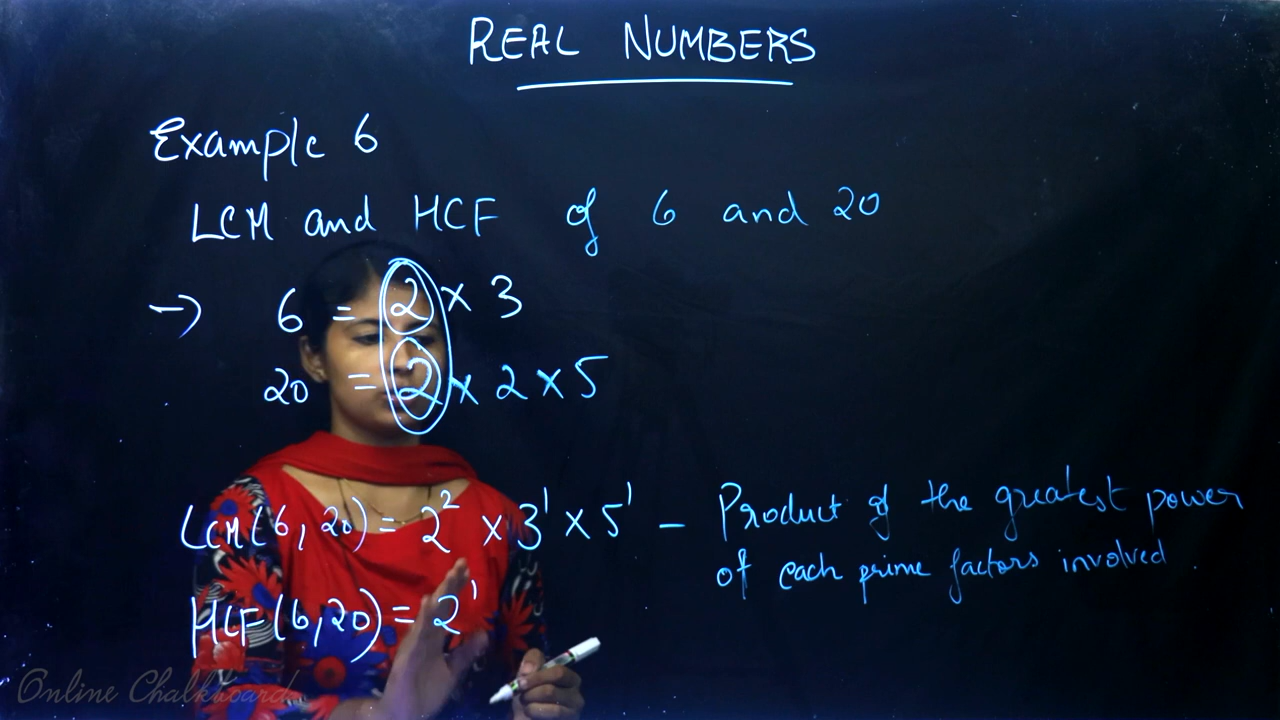 REAL NUMBERS
Example 6
LCM and HCF of 6 and 20
→ 6 = 2 × 3
20 = 2 × 2 × 5
LCM(6, 20) = 2² × 3¹ × 5¹ – Product of the greatest power
of each prime factors involved.
HCF(6,20) = 2¹
Online Chalkboard